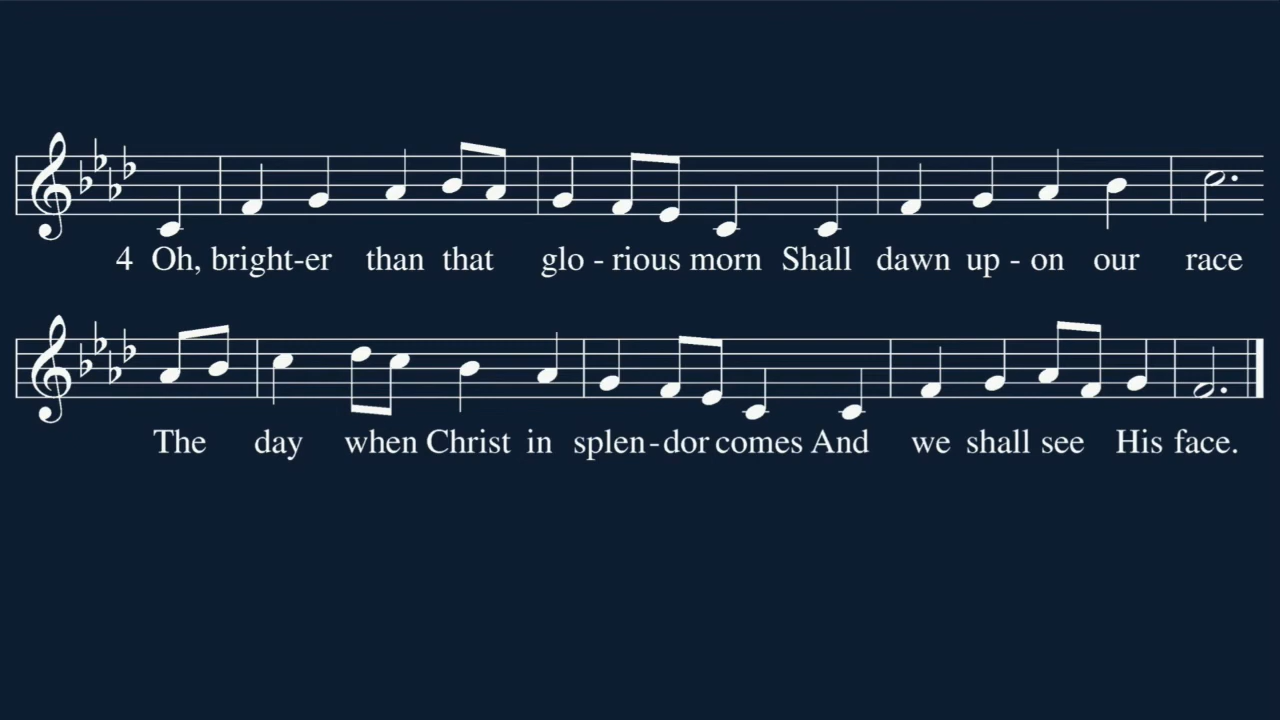 4 Oh, bright-er than that glo - rious morn Shall dawn up - on our race
The day when Christ in splen-dor comes And we shall see His face.